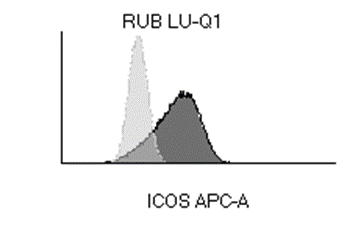 RUB LU-Q1
ICOS APC-A